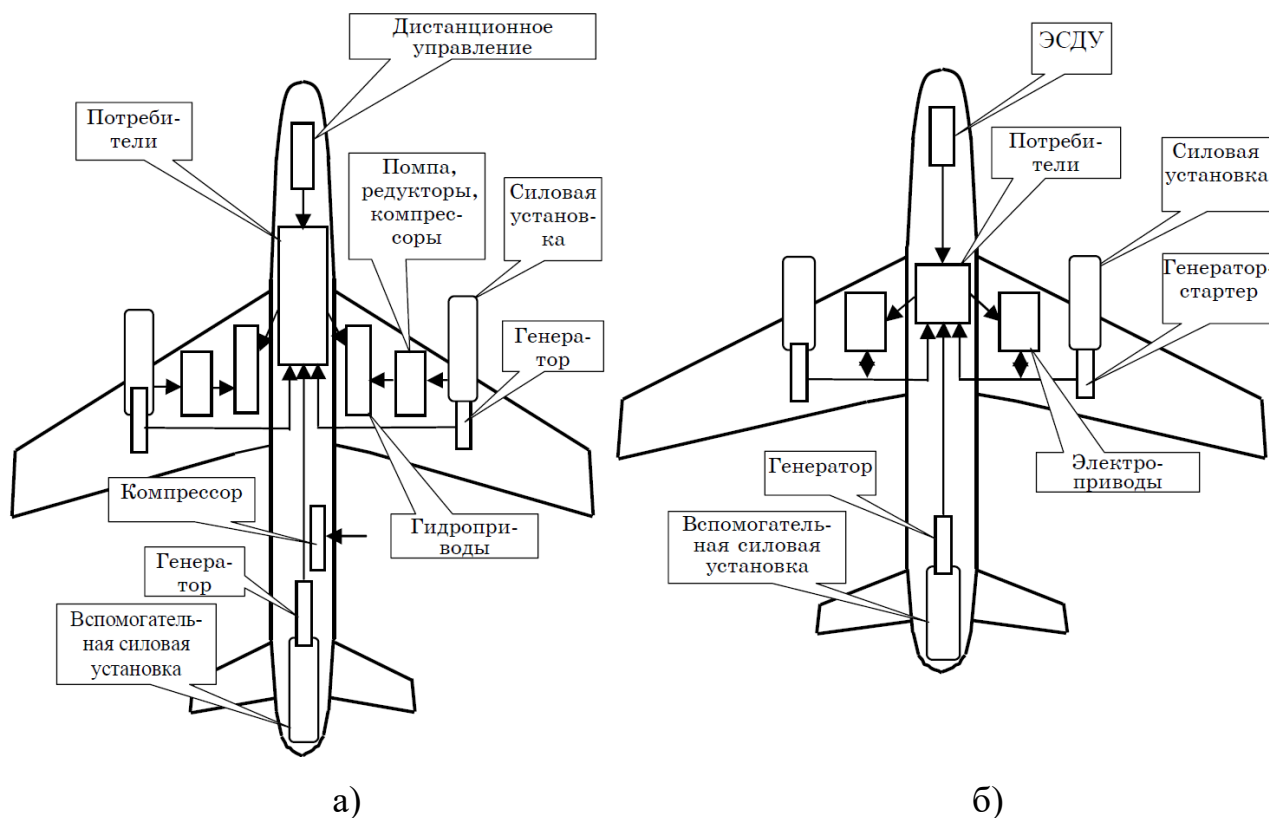 Дистанционное
управление
Потреби-
тели
Помпа,
редукторы,
компрес-
соры
Силовая
установ-
ка
Генера-
тор
Компрессор
Гидропри-
воды
Генера-
тор
Вспомогатель-
ная силовая
установка
а)
ЭСДУ
Потреби-
тели
Силовая
установка
Генератор-
стартер
Генератор
Электро-
приводы
Вспомогатель-
ная силовая
установка
б)